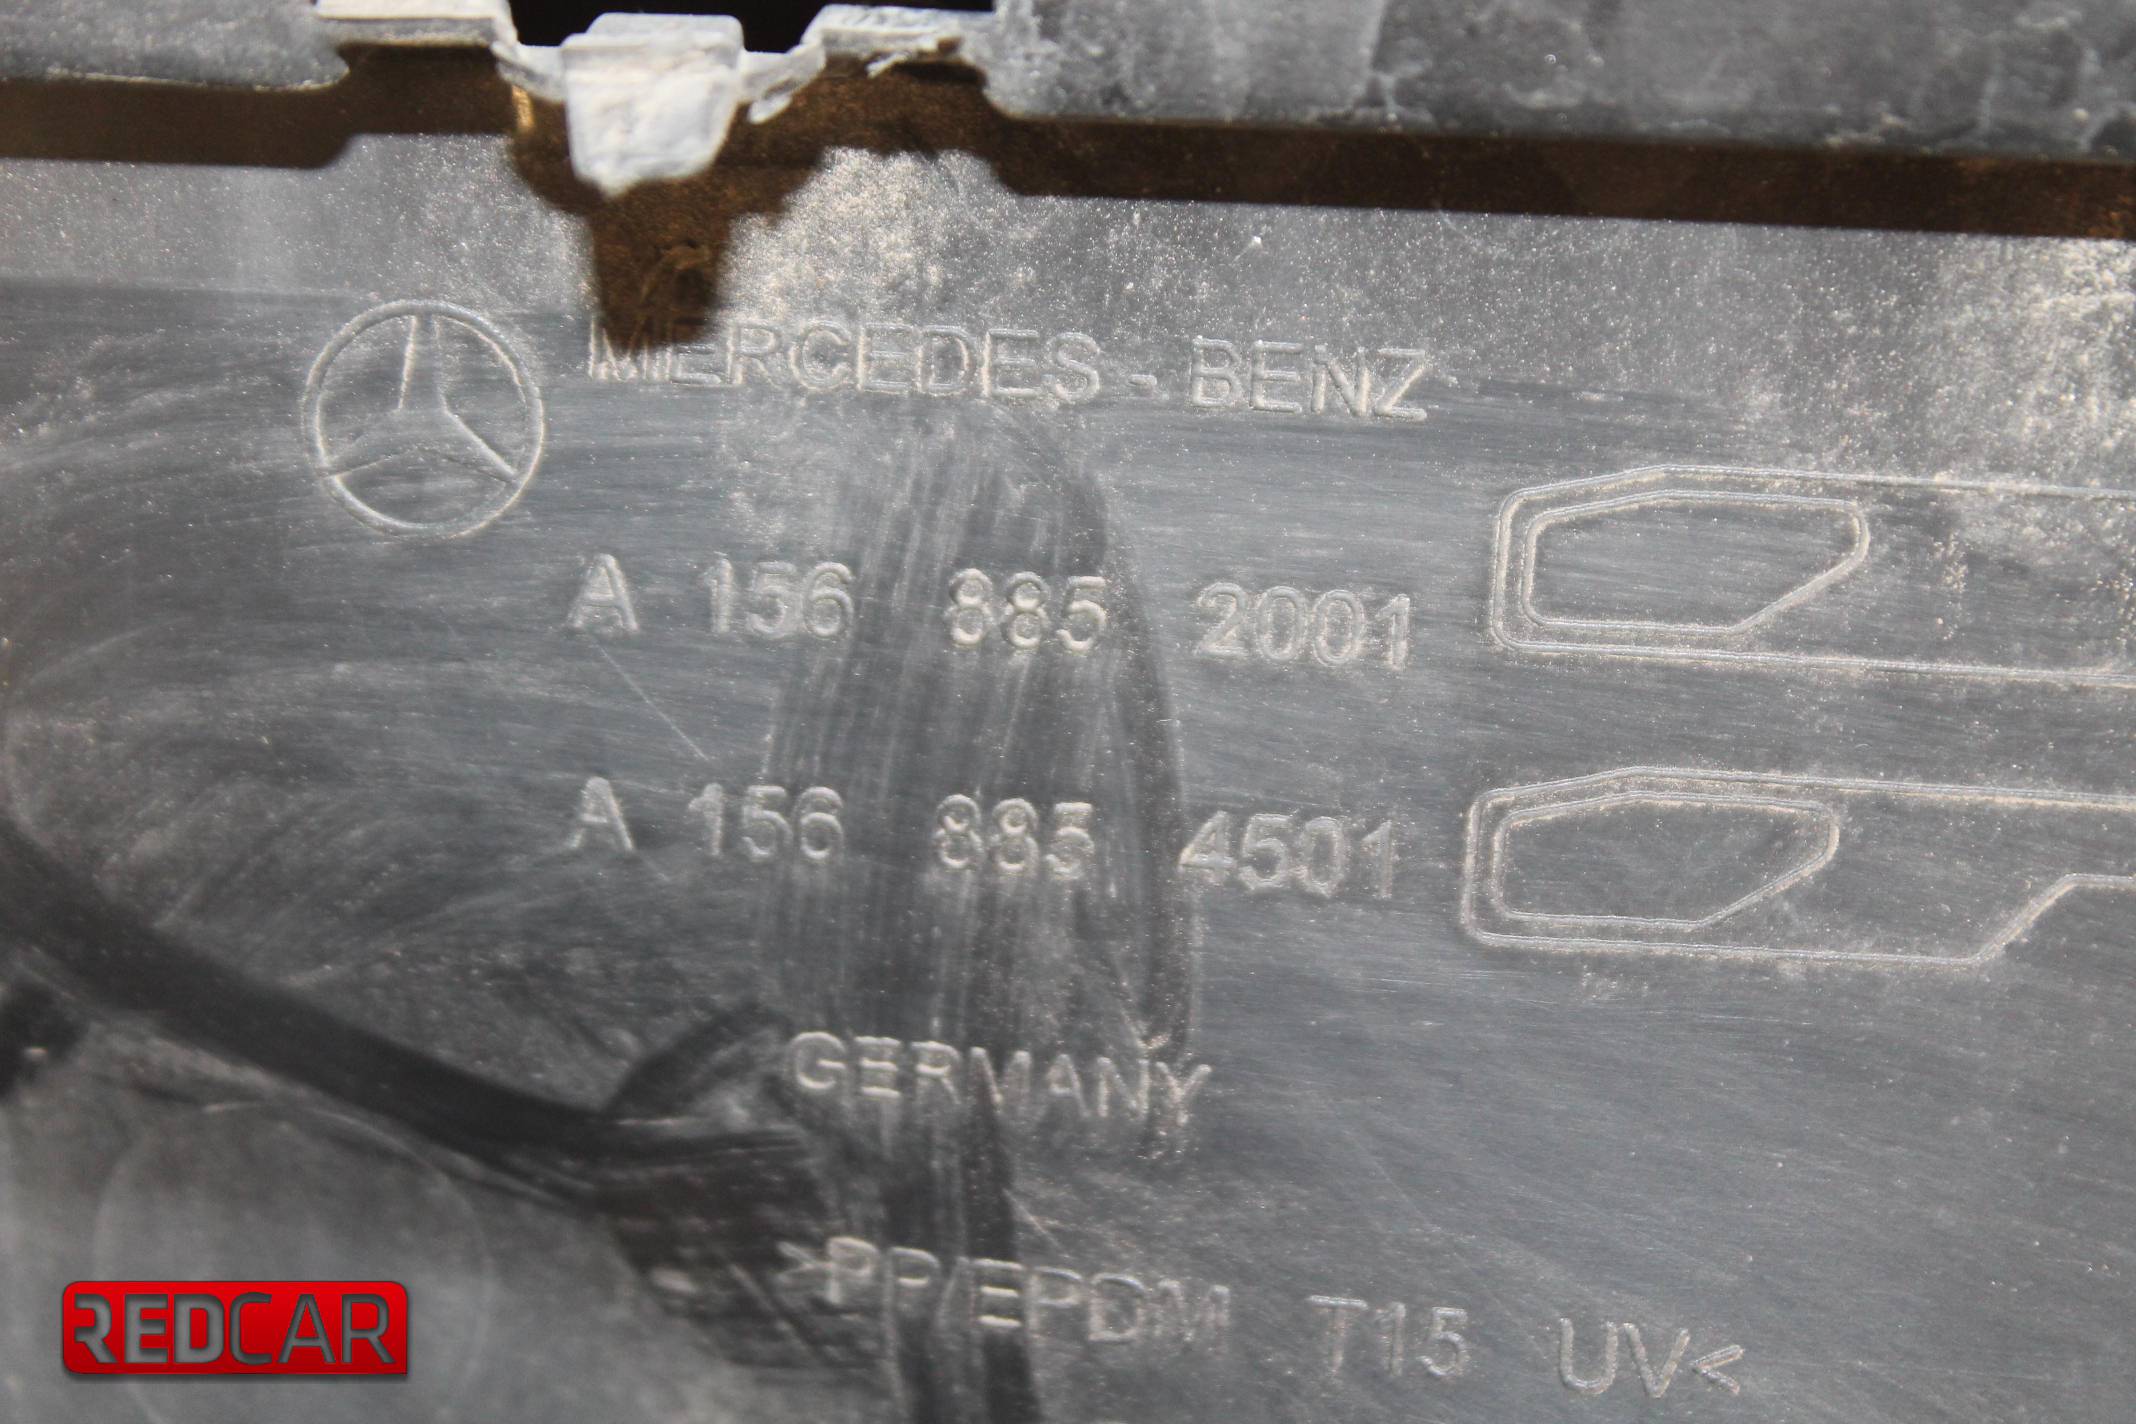 MERCEDES - BENZ
A 156 885 2001
A 156 885 4501
GERMANY
>PP/EPDM T15 UV<
REDCAR